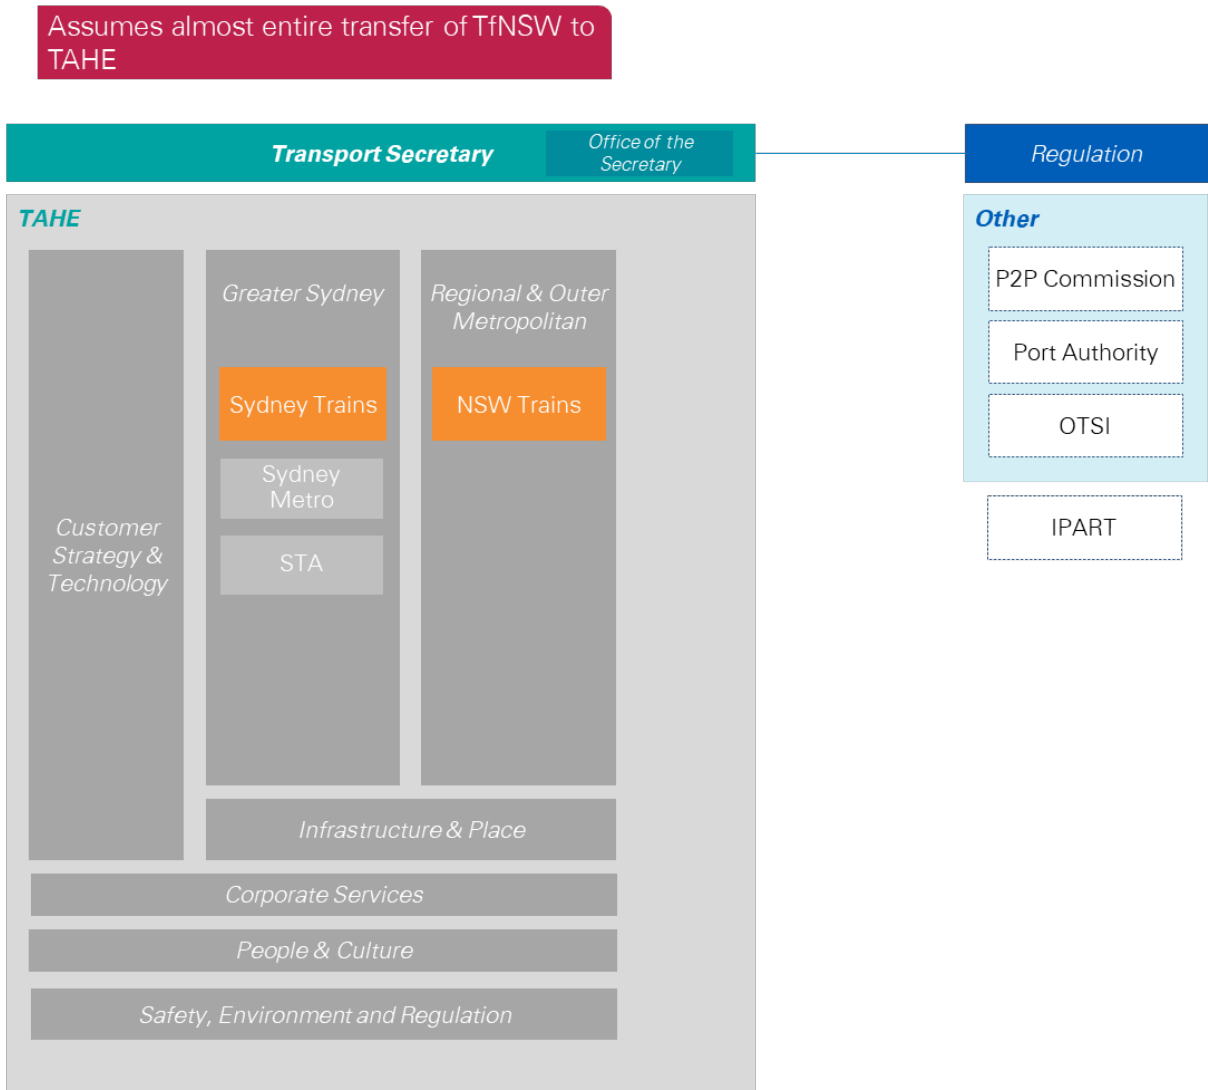 Assumes almost entire transfer of TfNSW to
TAHE
Transport Secretary
Office of the
Secretary
Regulation
TAHE
Other
Customer
Strategy &
Technology
Greater Sydney
Sydney Trains
Sydney
Metro
STA
Regional & Outer
Metropolitan
NSW Trains
Infrastructure & Place
Corporate Services
People & Culture
Safety, Environment and Regulation
P2P Commission
Port Authority
OTSI
IPART